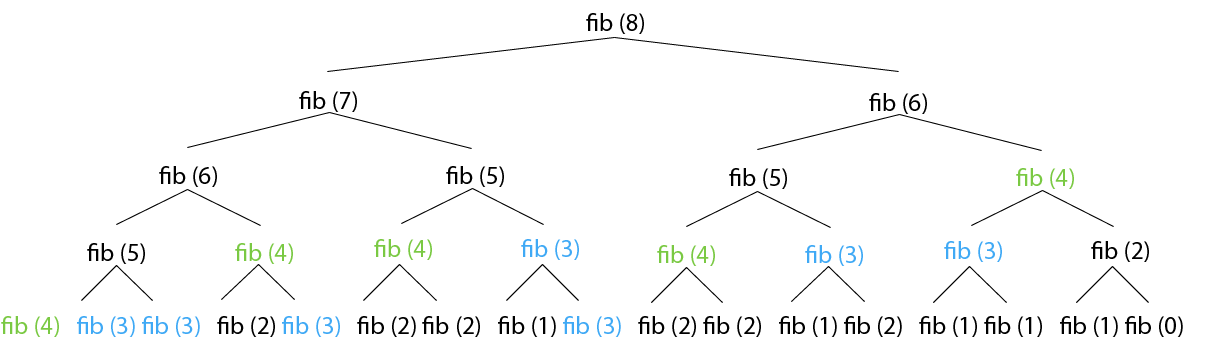 fib (8)
fib (7) fib (6)
fib (6) fib (5) fib (5) fib (4)
fib (5) fib (4) fib (4) fib (3) fib (4) fib (3) fib (3) fib (2)
fib (4) fib (3) fib (3) fib (2) fib (3) fib (2) fib (2) fib (1) fib (3) fib (2) fib (2) fib (1) fib (2) fib (1) fib (1) fib (1) fib (0)